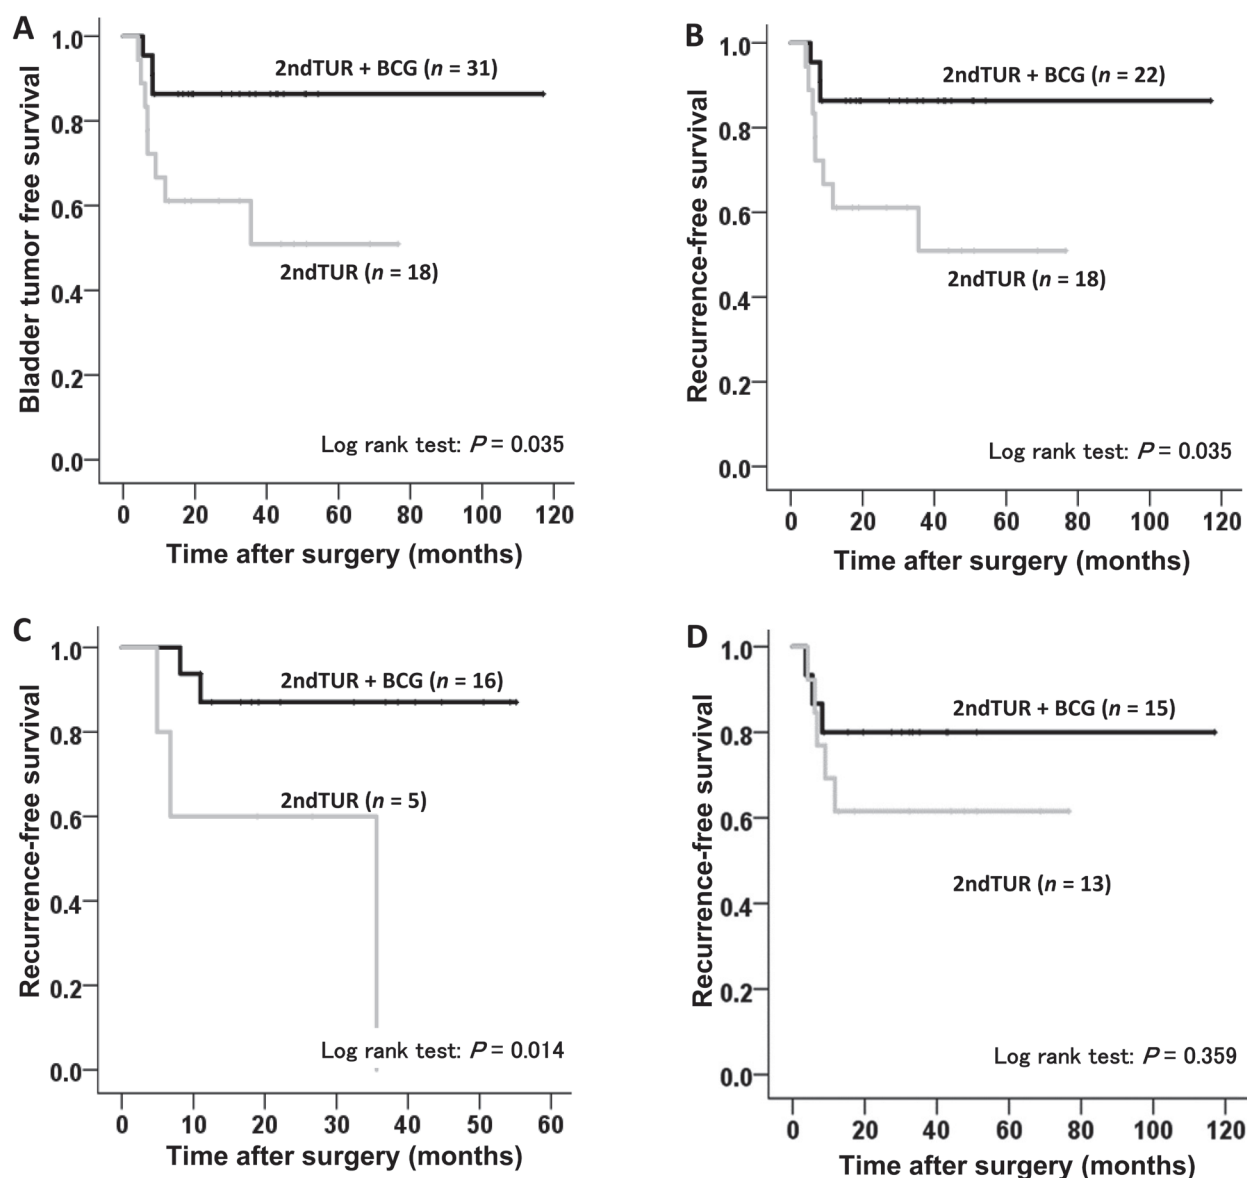 A
Bladder tumor free survival
1.0
0.8
0.6
0.4
0.2
0.0
2ndTUR + BCG (n = 31)
2ndTUR (n = 18)
Log rank test: P = 0.035
0 20 40 60 80 100 120
Time after surgery (months)
B
Recurrence-free survival
1.0
0.8
0.6
0.4
0.2
0.0
2ndTUR + BCG (n = 22)
2ndTUR (n = 18)
Log rank test: P = 0.035
0 20 40 60 80 100 120
Time after surgery (months)
C
Recurrence-free survival
1.0
0.8
0.6
0.4
0.2
0.0
2ndTUR + BCG (n = 16)
2ndTUR (n = 5)
Log rank test: P = 0.014
0 10 20 30 40 50 60
Time after surgery (months)
D
Recurrence-free survival
1.0
0.8
0.6
0.4
0.2
0.0
2ndTUR + BCG (n = 15)
2ndTUR (n = 13)
Log rank test: P = 0.359
0 20 40 60 80 100 120
Time after surgery (months)